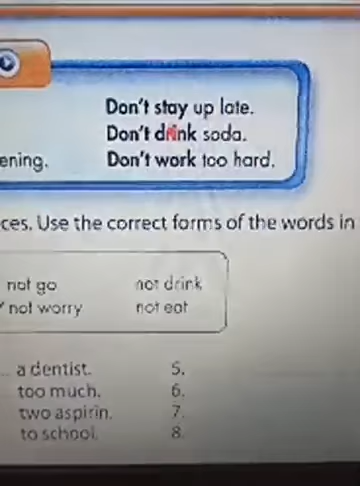 Don't stay up late.
Don't drink soda.
ening. Don't work too hard.
ces. Use the correct forms of the words in
not go not drink
not worry not eat
a dentist. 5.
too much. 6.
two aspirin. 7.
to school. 8.